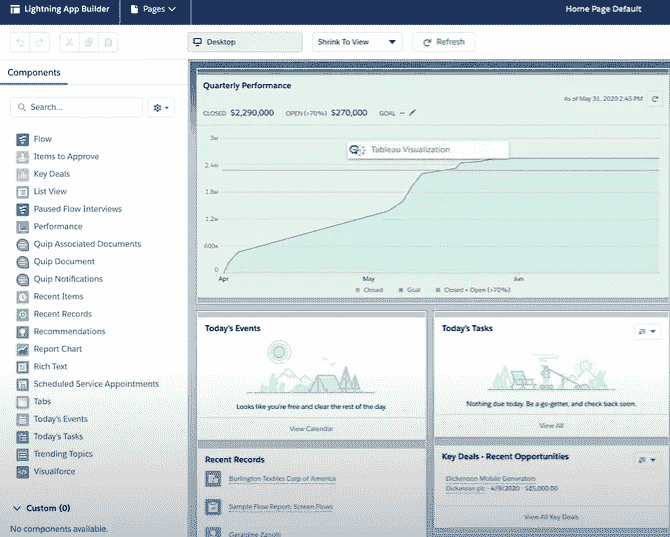 Lightning App Builder
Pages
Home Page Default
Desktop
Shrink To View
Refresh
Components
Search...
Flow
Items to Approve
Key Deals
List View
Paused Flow Interviews
Performance
Quip Associated Documents
Quip Document
Quip Notifications
Recent Items
Recent Records
Recommendations
Report Chart
Rich Text
Scheduled Service Appointments
Tabs
Today's Events
Today's Tasks
Trending Topics
Visualforce
Custom (0)
No components available.
Quarterly Performance
As of May 31, 2020 2:45 PM
CLOSED $2,290,000 OPEN (>70%) $270,000 GOAL --
Tableau Visualization
3M
2.4M
1.8M
1.2M
600K
0
Apr May Jun
Closed Goal Closed + Open (>70%)
Today's Events
Looks like you're free and clear the rest of the day.
View Calendar
Today's Tasks
Nothing due today. Be a go-getter, and check back soon.
View All
Recent Records
Burlington Textiles Corp of America
Sample Flow Report: Screen Flows
Geraldine Zanolli
Key Deals - Recent Opportunities
Dickenson Mobile Generators
Dickenson plc - 4/9/2020 - $15,000.00
View All Key Deals